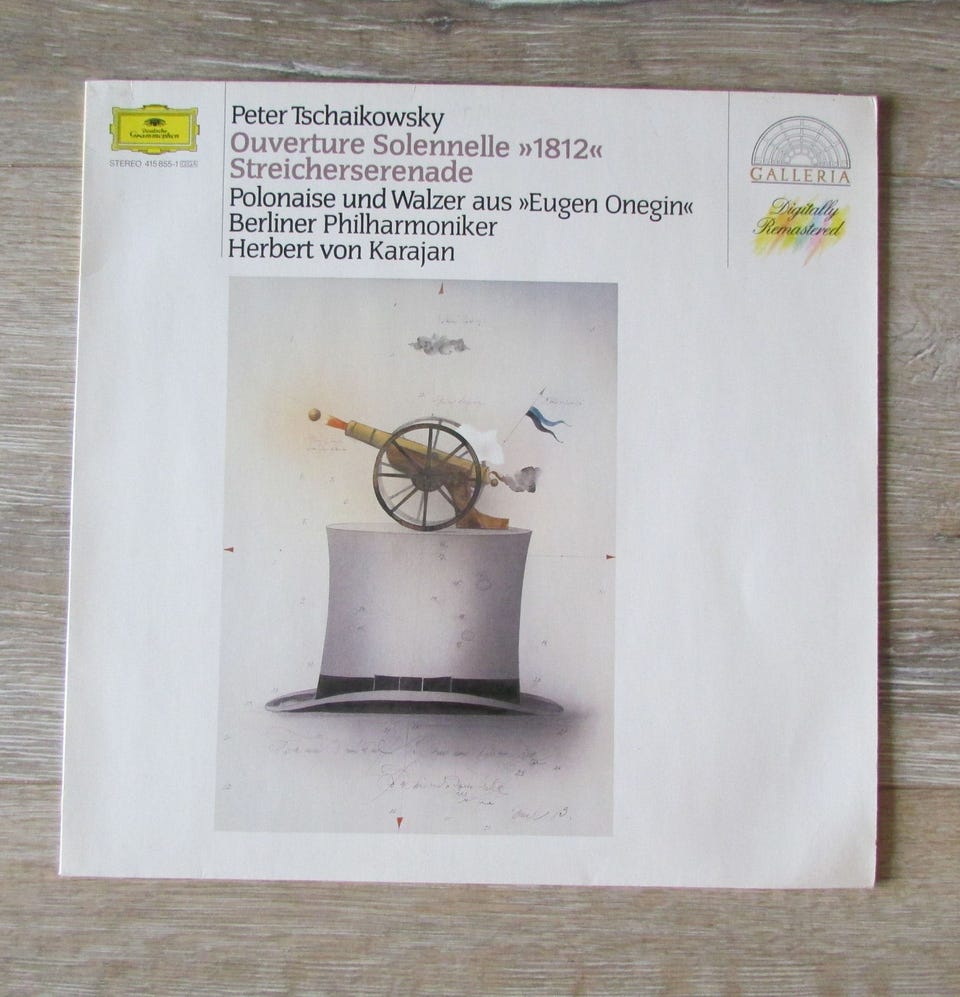 Deutsche
Grammophon
STEREO 415 855-1
Peter Tschaikowsky
Ouverture Solennelle »1812«
Streicherserenade
Polonaise und Walzer aus »Eugen Onegin«
Berliner Philharmoniker
Herbert von Karajan
GALLERIA
Digitally
Remastered